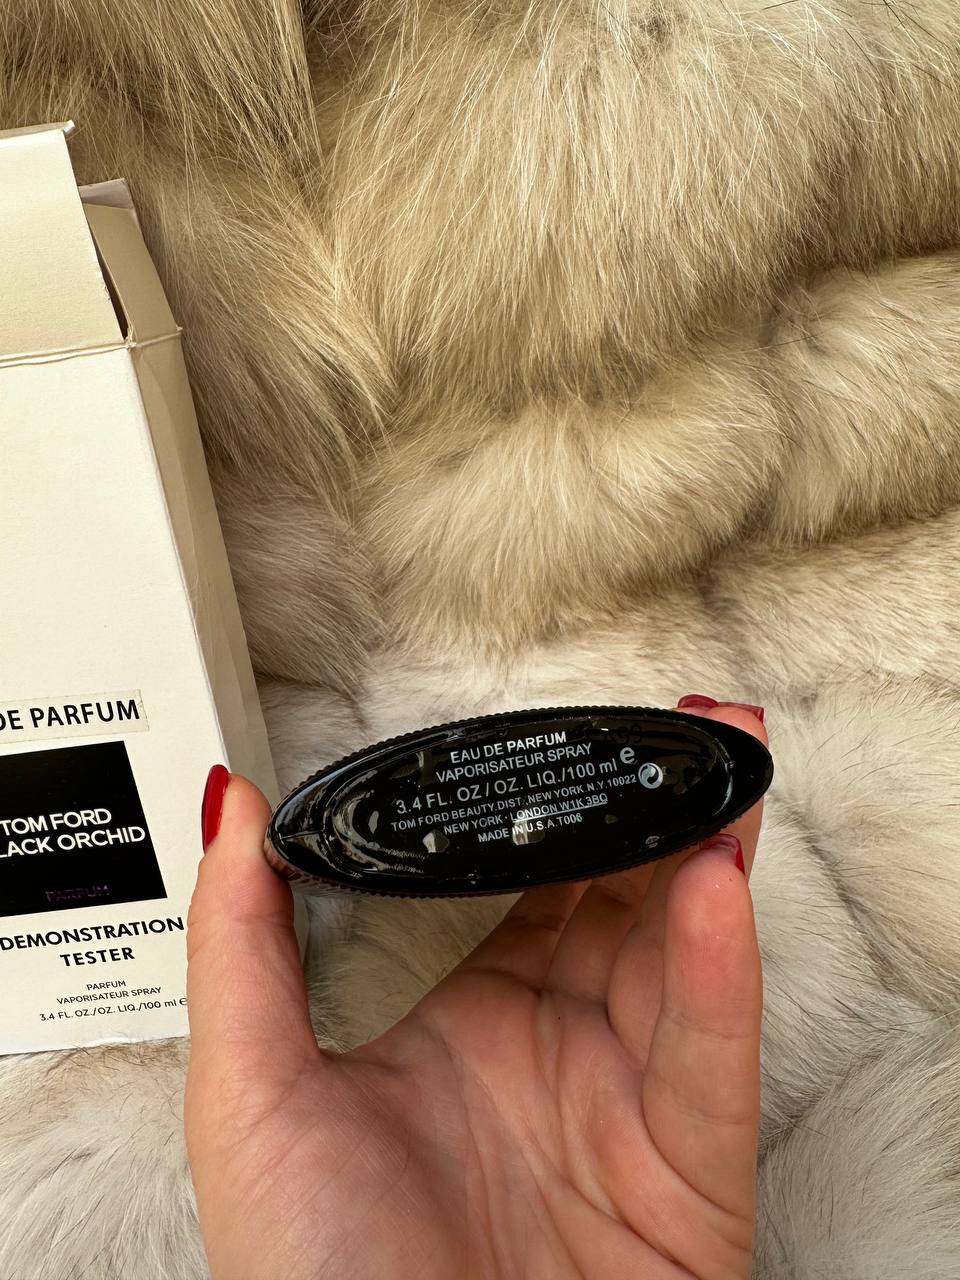 DE PARFUM
TOM FORD
LACK ORCHID
PARFUM
DEMONSTRATION
TESTER
PARFUM
VAPORISATEUR SPRAY
3.4 FL. OZ./OZ. LIQ./100 ml e
EAU DE PARFUM
VAPORISATEUR SPRAY
3.4 FL. OZ / OZ. LIQ./100 ml e
TOM FORD BEAUTY.DIST. NEW YORK.N.Y.10022
NEW YORK · LONDON W1K 3BQ
MADE IN U.S.A.T006